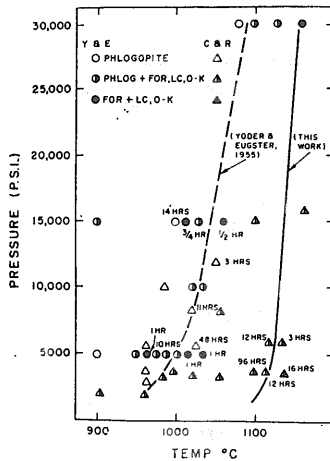 30,000
25,000
20,000
15,000
10,000
5000
PRESSURE (P.S.I.)
Y & E
C & R
PHLOGOPITE
PHLOG + FOR, LC, O-K
FOR + LC, O-K
(YODER & EUGSTER, 1955)
(THIS WORK)
14 HRS
3/4 HR
1/2 HR
3 HRS
11 HRS
1 HR
10 HRS
48 HRS
1 HR
1 HR
12 HRS
3 HRS
96 HRS
16 HRS
12 HRS
900
1000
1100
TEMP °C